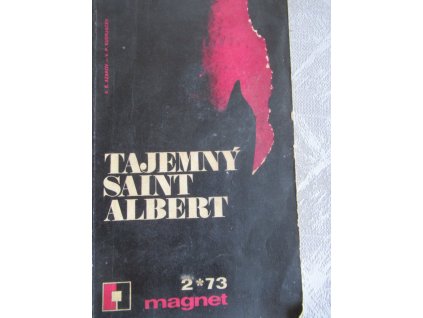 TAJEMNÝ
SAINT
ALBERT
2*73
magnet